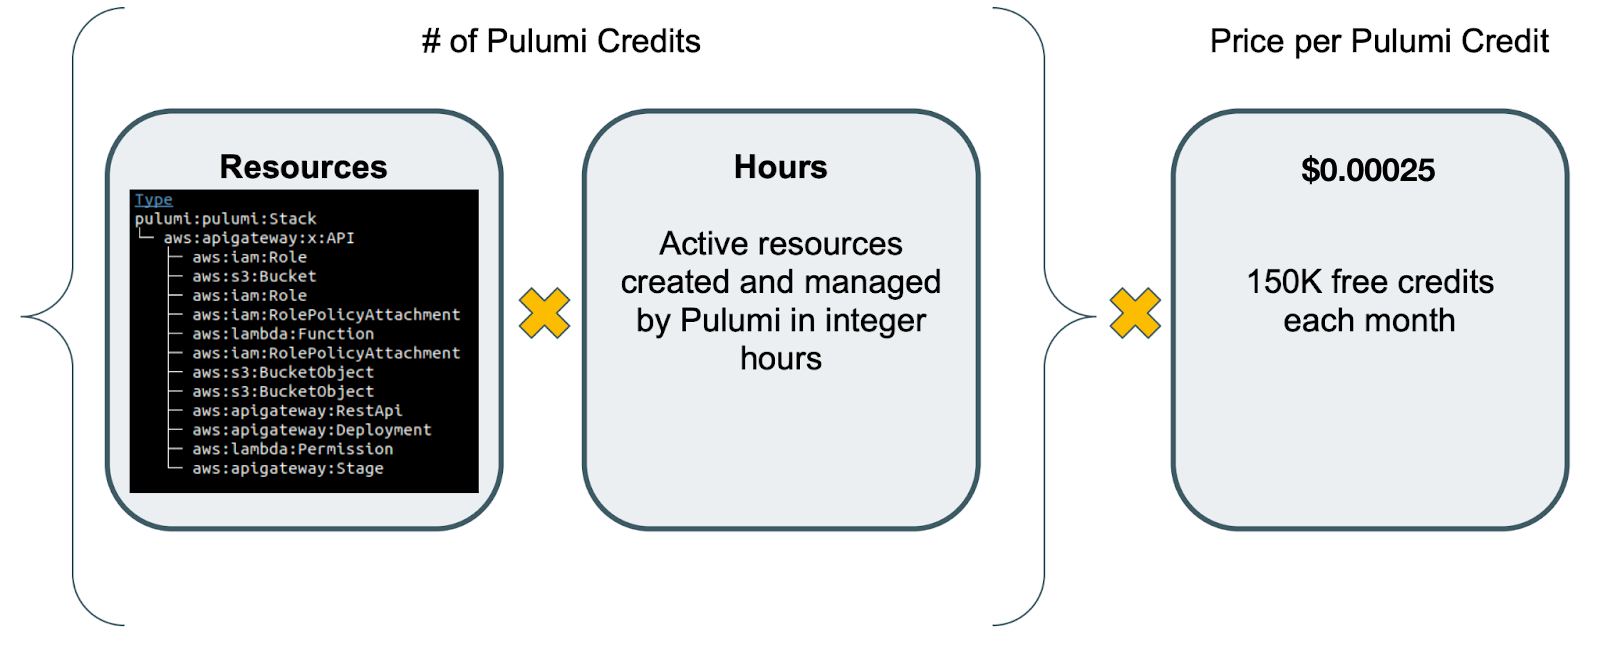 # of Pulumi Credits
Price per Pulumi Credit
Resources
Type
pulumi:pulumi:Stack
aws:apigateway:x:API
aws:iam:Role
aws:s3:Bucket
aws:iam:Role
aws:iam:RolePolicyAttachment
aws:lambda:Function
aws:iam:RolePolicyAttachment
aws:s3:BucketObject
aws:s3:BucketObject
aws:apigateway:RestApi
aws:apigateway:Deployment
aws:lambda:Permission
aws:apigateway:Stage
Hours
Active resources
created and managed
by Pulumi in integer
hours
$0.00025
150K free credits
each month